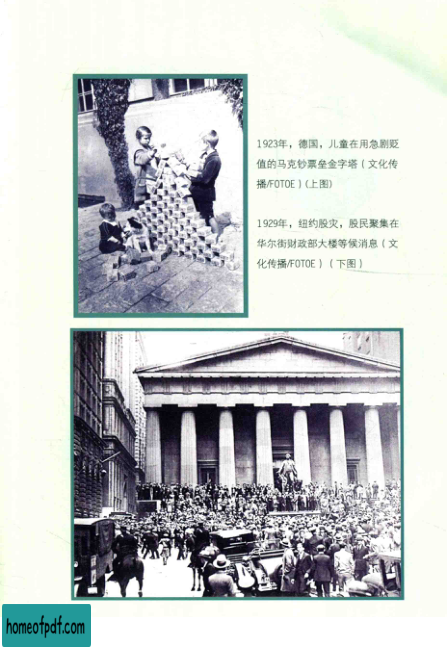 1923年，德国，儿童在用急剧贬
值的马克钞票垒金字塔（文化传
播/FOTOE）(上图)
1929年，纽约股灾，股民聚集在
华尔街财政部大楼等候消息（文
化传播/FOTOE）（下图）
homeofpdf.com